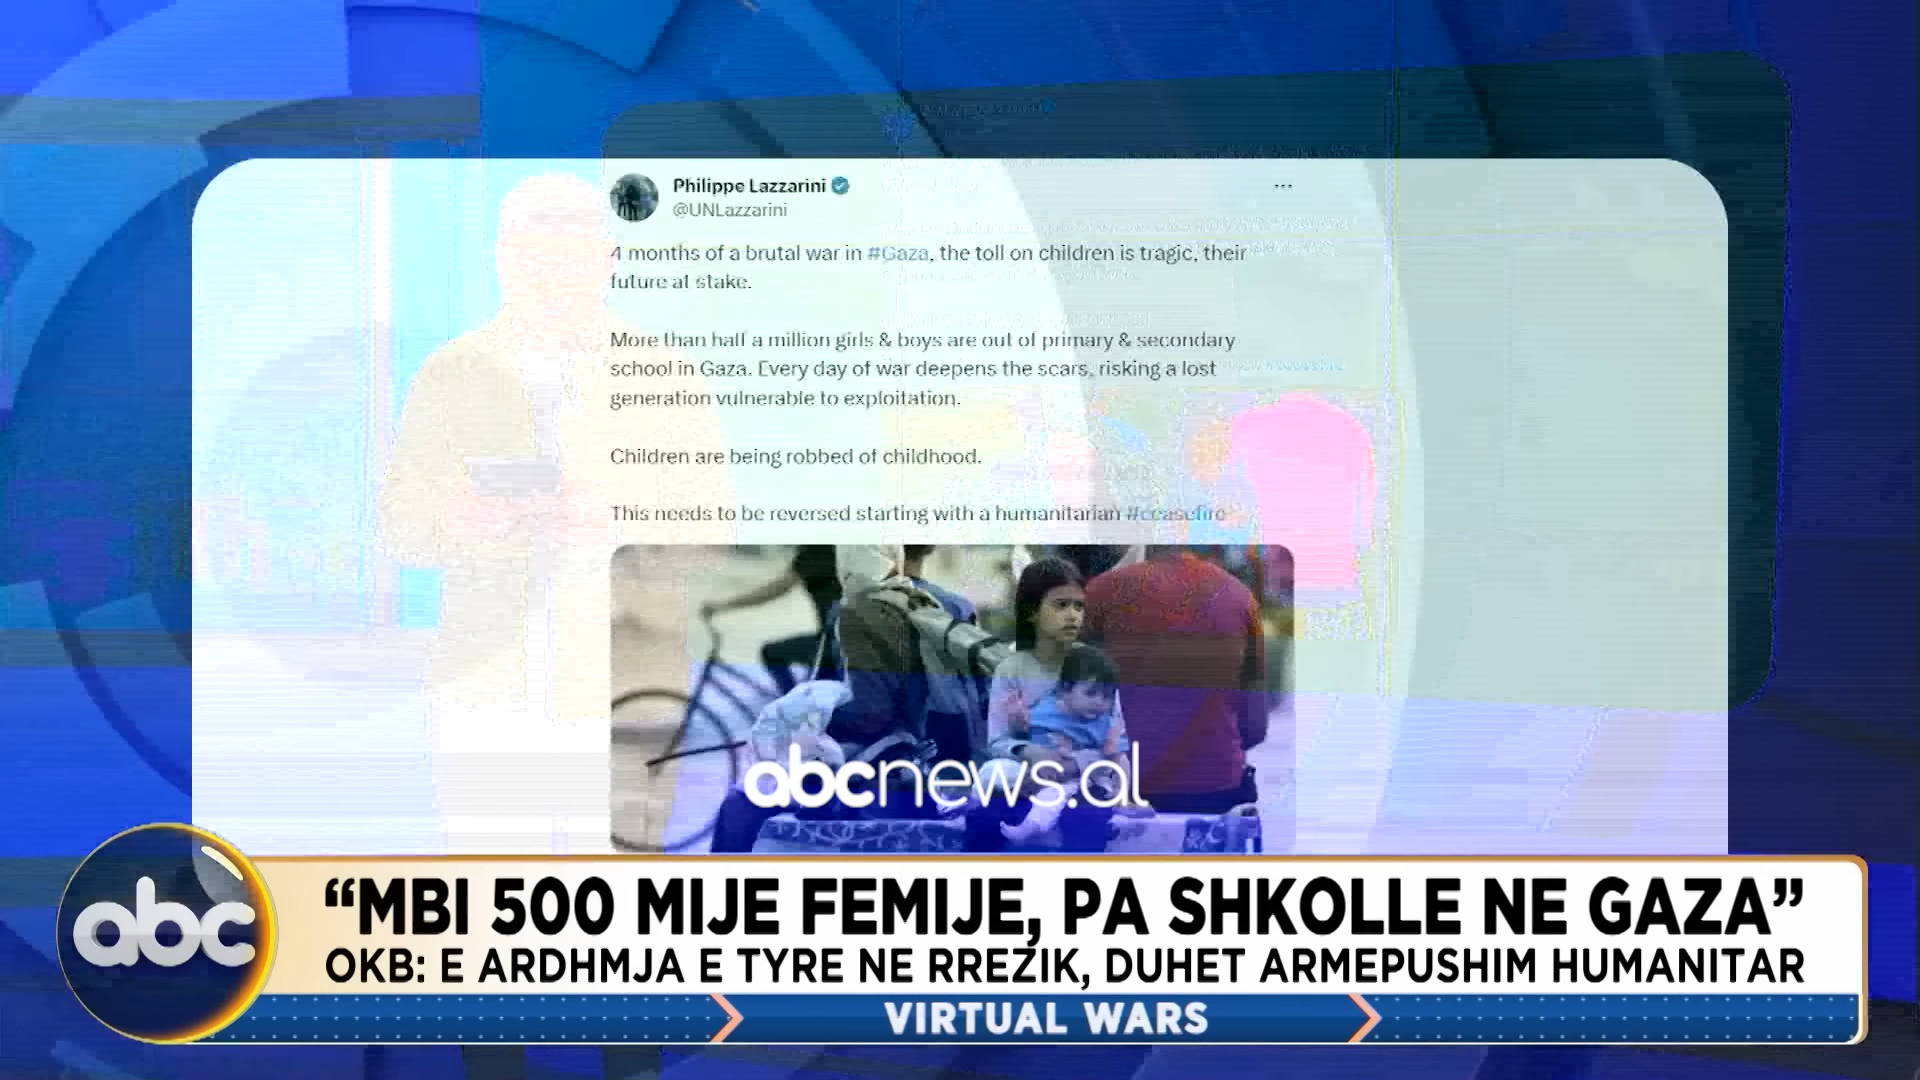 Philippe Lazzarini
@UNLazzarini
4 months of a brutal war in #Gaza, the toll on children is tragic, their
future at stake.
More than half a million girls & boys are out of primary & secondary
school in Gaza. Every day of war deepens the scars, risking a lost
generation vulnerable to exploitation.
Children are being robbed of childhood.
This needs to be reversed starting with a humanitarian #ceasefire
abcnews.al
abc
“MBI 500 MIJE FEMIJE, PA SHKOLLE NE GAZA”
OKB: E ARDHMJA E TYRE NE RREZIK, DUHET ARMEPUSHIM HUMANITAR
VIRTUAL WARS